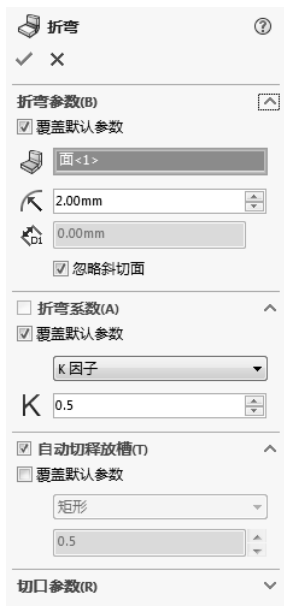 折弯
折弯参数(B)
覆盖默认参数
面<1>
2.00mm
D1
0.00mm
忽略斜切面
折弯系数(A)
覆盖默认参数
K 因子
K 0.5
自动切释放槽(T)
覆盖默认参数
矩形
0.5
切口参数(R)